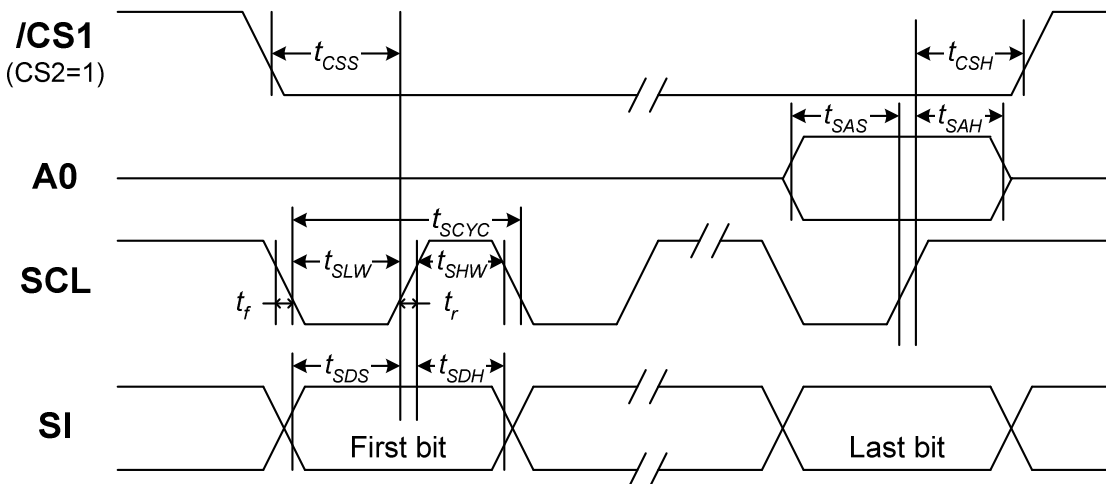 /CS1
(CS2=1)
tCSS
tCSH
tSAS
tSAH
A0
tSCYC
tSLW
tSHW
SCL
tf
tr
tSDS
tSDH
SI
First bit
Last bit